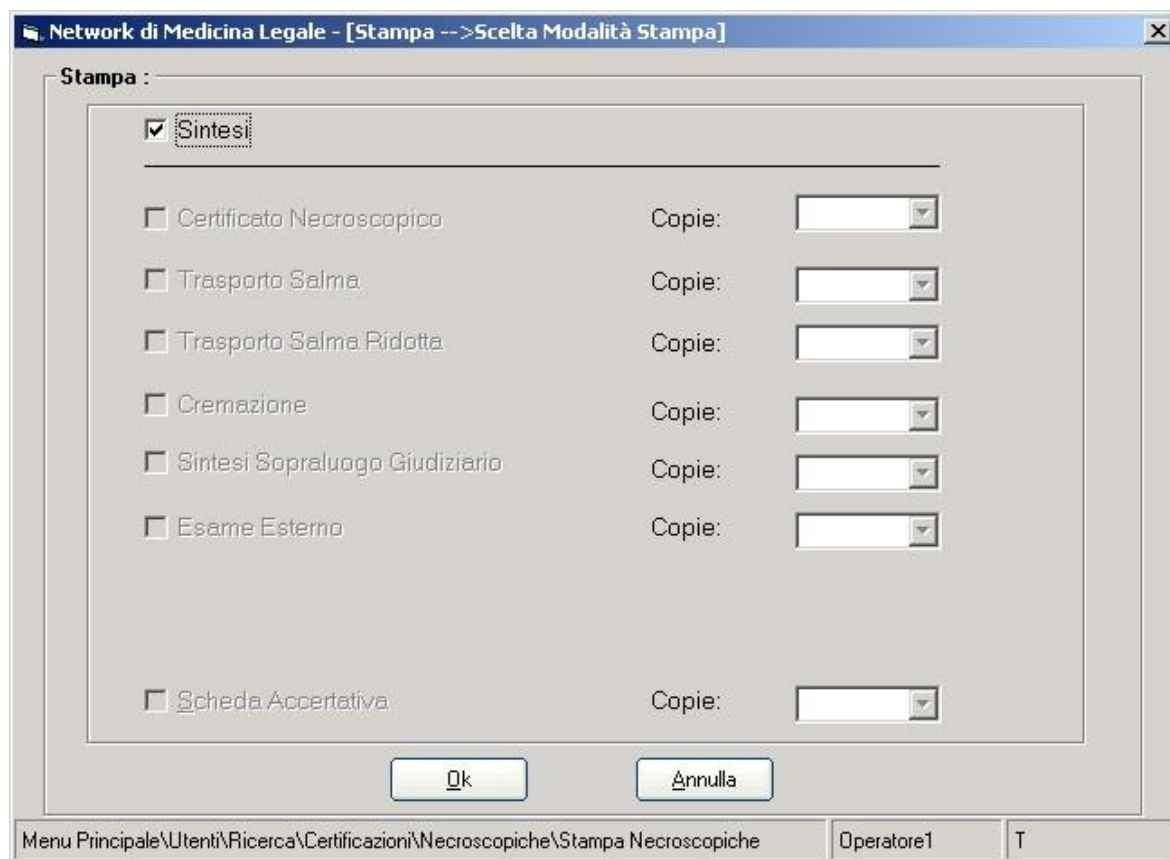 Network di Medicina Legale - [Stampa -->Scelta Modalità Stampa]
Stampa :
Sintesi
Certificato Necroscopico Copie:
Trasporto Salma Copie:
Trasporto Salma Ridotta Copie:
Cremazione Copie:
Sintesi Sopraluogo Giudiziario Copie:
Esame Esterno Copie:
Scheda Accertativa Copie:
Ok Annulla
Menu Principale\Utenti\Ricerca\Certificazioni\Necroscopiche\Stampa Necroscopiche Operatore1 T